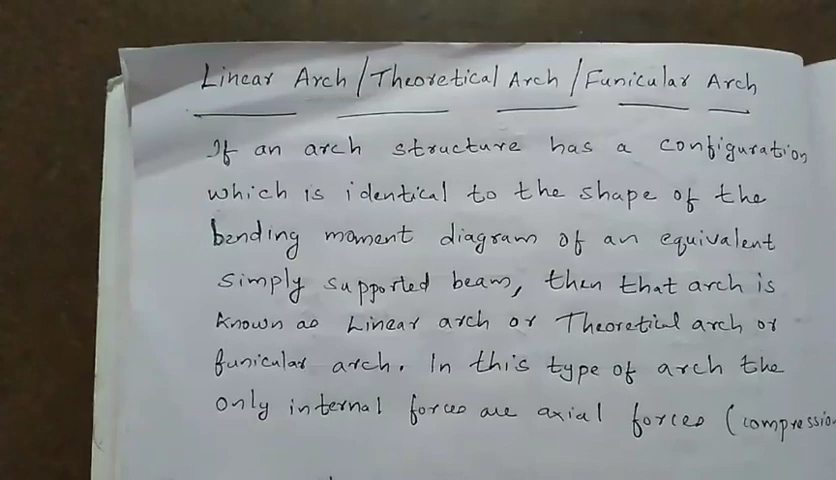 Linear Arch/Theoretical Arch/Funicular Arch
If an arch structure has a configuration
which is identical to the shape of the
bending moment diagram of an equivalent
simply supported beam, then that arch is
known as Linear arch or Theoretical arch or
funicular arch. In this type of arch the
only internal forces are axial forces (compression